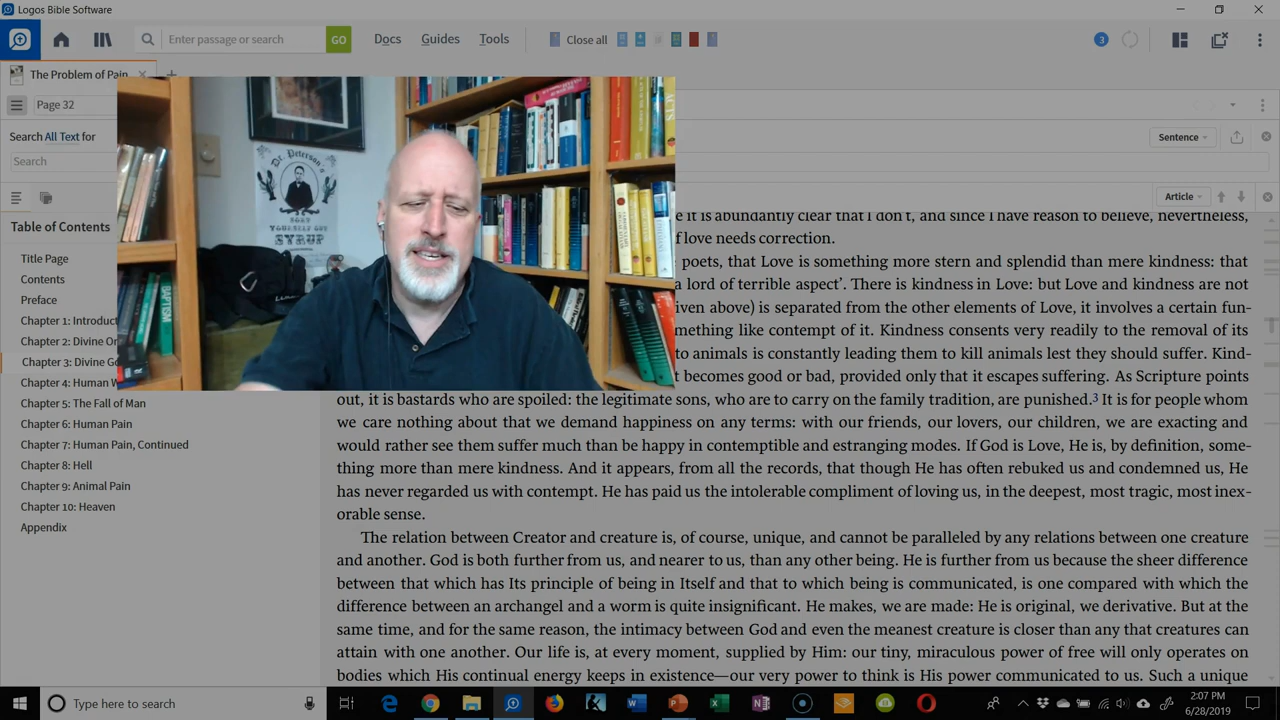 Logos Bible Software
Enter passage or search
GO
Docs
Guides
Tools
Close all
3
The Problem of Pain
Page 32
Search All Text for
Sentence
Search
Article
Table of Contents
Title Page
Contents
Preface
Chapter 1: Introduct
Chapter 2: Divine Om
Chapter 3: Divine Go
Chapter 4: Human W
Chapter 5: The Fall of Man
Chapter 6: Human Pain
Chapter 7: Human Pain, Continued
Chapter 8: Hell
Chapter 9: Animal Pain
Chapter 10: Heaven
Appendix
Dr. Peterson's
SORT
YOURSELF OUT
SYRUP
ACTS
BAPTISM
e it is abundantly clear that I don't, and since I have reason to believe, nevertheless,
f love needs correction.
poets, that Love is something more stern and splendid than mere kindness: that
a lord of terrible aspect'. There is kindness in Love: but Love and kindness are not
iven above) is separated from the other elements of Love, it involves a certain fun-
mething like contempt of it. Kindness consents very readily to the removal of its
to animals is constantly leading them to kill animals lest they should suffer. Kind-
t becomes good or bad, provided only that it escapes suffering. As Scripture points
out, it is bastards who are spoiled: the legitimate sons, who are to carry on the family tradition, are punished.3 It is for people whom
we care nothing about that we demand happiness on any terms: with our friends, our lovers, our children, we are exacting and
would rather see them suffer much than be happy in contemptible and estranging modes. If God is Love, He is, by definition, some-
thing more than mere kindness. And it appears, from all the records, that though He has often rebuked us and condemned us, He
has never regarded us with contempt. He has paid us the intolerable compliment of loving us, in the deepest, most tragic, most inex-
orable sense.
The relation between Creator and creature is, of course, unique, and cannot be paralleled by any relations between one creature
and another. God is both further from us, and nearer to us, than any other being. He is further from us because the sheer difference
between that which has Its principle of being in Itself and that to which being is communicated, is one compared with which the
difference between an archangel and a worm is quite insignificant. He makes, we are made: He is original, we derivative. But at the
same time, and for the same reason, the intimacy between God and even the meanest creature is closer than any that creatures can
attain with one another. Our life is, at every moment, supplied by Him: our tiny, miraculous power of free will only operates on
bodies which His continual energy keeps in existence—our very power to think is His power communicated to us. Such a unique
Type here to search
2:07 PM
6/28/2019